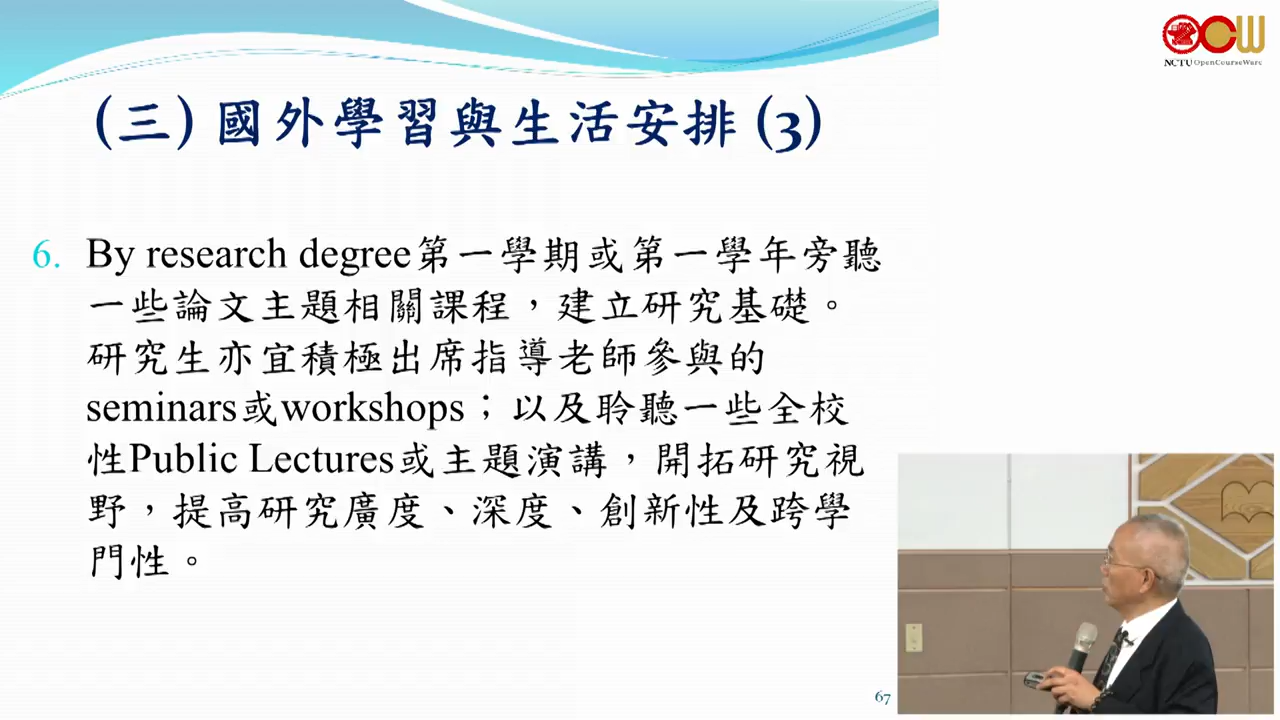 OCW
NCTU OpenCourseWare
(三) 國外學習與生活安排 (3)
6. By research degree第一學期或第一學年旁聽
一些論文主題相關課程，建立研究基礎。
研究生亦宜積極出席指導老師參與的
seminars或workshops；以及聆聽一些全校
性Public Lectures或主題演講，開拓研究視
野，提高研究廣度、深度、創新性及跨學
門性。
67